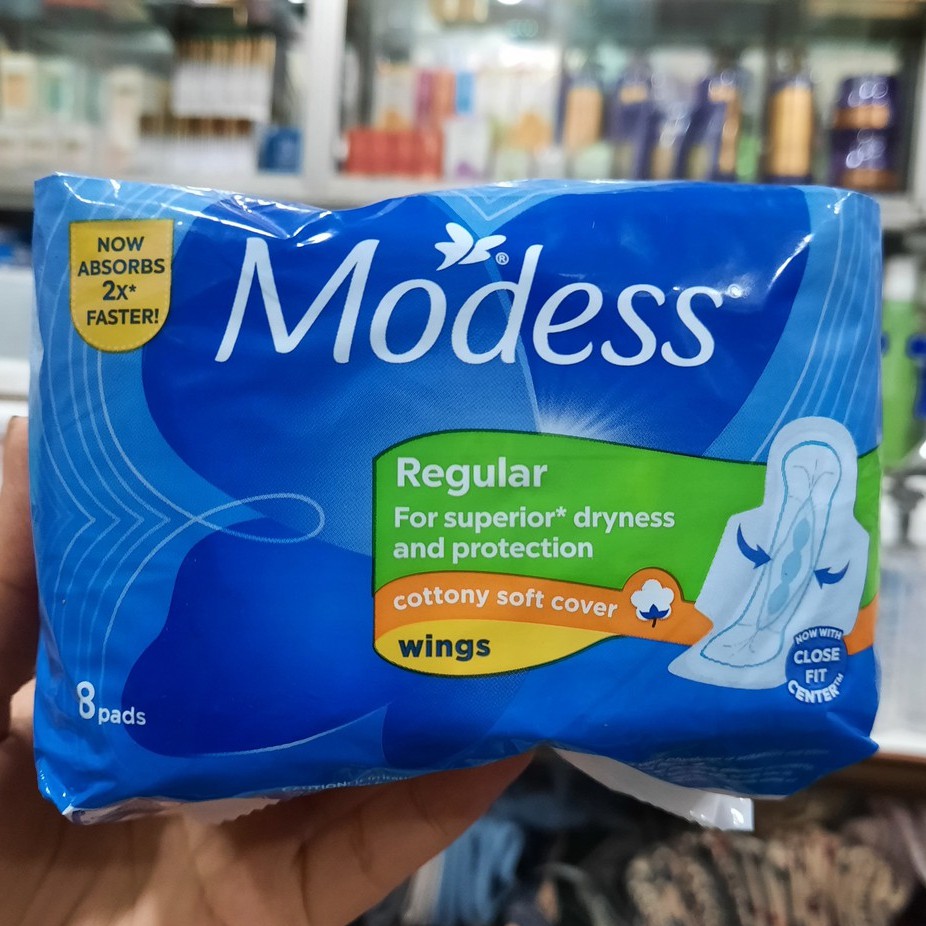 NOW
ABSORBS
2x*
FASTER!
Modess®
Regular
For superior* dryness
and protection
cottony soft cover
wings
NOW WITH
CLOSE
FIT
CENTER™
8 pads